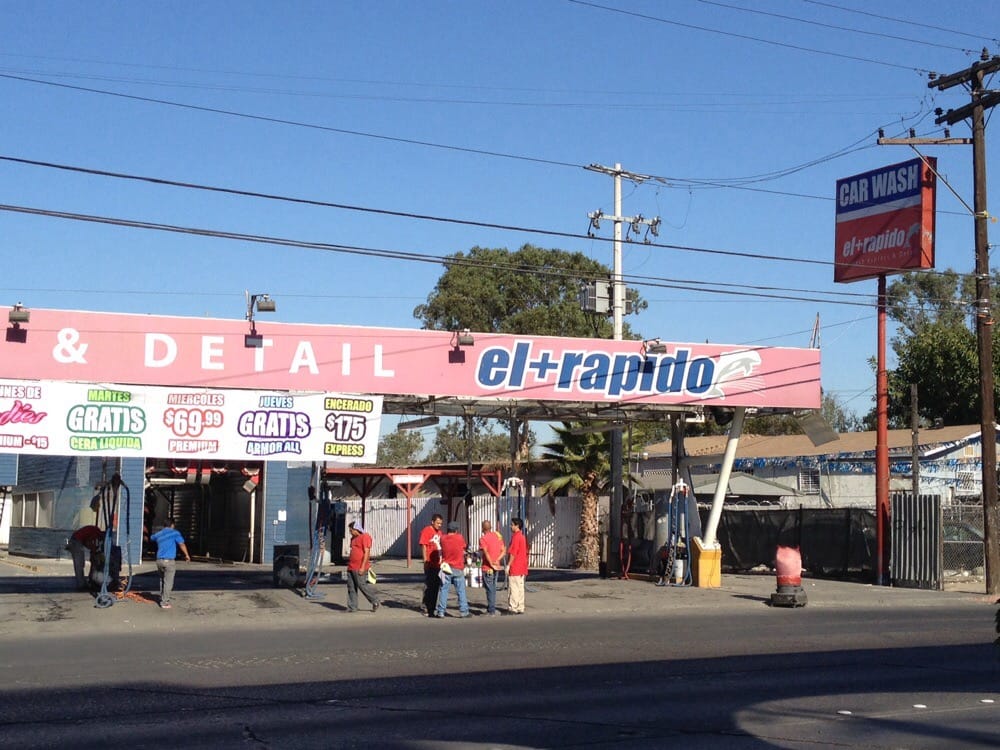 CAR WASH
el+rapido
& DETAIL
el+rapido
MARTES
GRATIS
CERA LIQUIDA
MIERCOLES
$69.99
PREMIUM
JUEVES
GRATIS
ARMOR ALL
ENCERADO
$175
EXPRESS